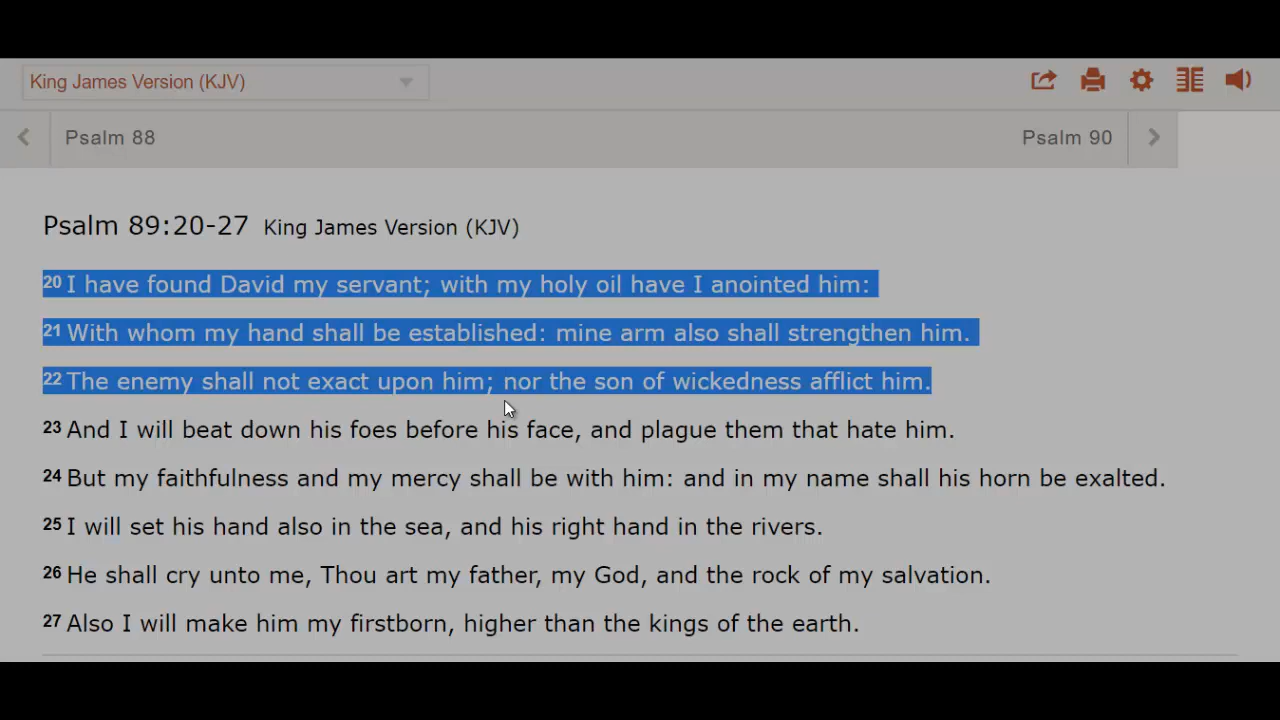 King James Version (KJV)
Psalm 88
Psalm 90
Psalm 89:20-27 King James Version (KJV)
20 I have found David my servant; with my holy oil have I anointed him:
21 With whom my hand shall be established: mine arm also shall strengthen him.
22 The enemy shall not exact upon him; nor the son of wickedness afflict him.
23 And I will beat down his foes before his face, and plague them that hate him.
24 But my faithfulness and my mercy shall be with him: and in my name shall his horn be exalted.
25 I will set his hand also in the sea, and his right hand in the rivers.
26 He shall cry unto me, Thou art my father, my God, and the rock of my salvation.
27 Also I will make him my firstborn, higher than the kings of the earth.